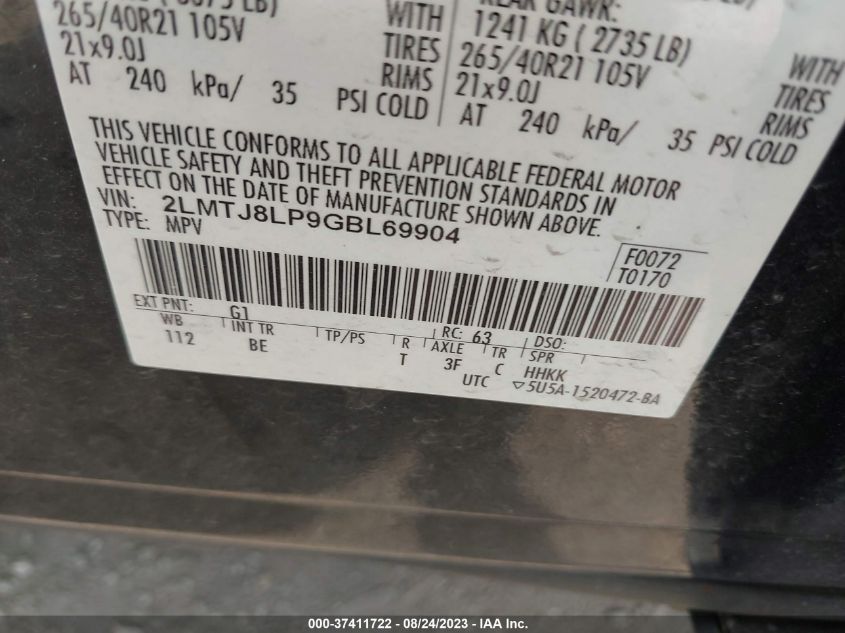 265/40R21 105V
21x9.0J
AT 240 kPa/ 35 PSI COLD
WITH
TIRES
RIMS
REAR GAWR:
1241 KG ( 2735 LB)
265/40R21 105V
21x9.0J
AT 240 kPa/ 35 PSI COLD
WITH
TIRES
RIMS
THIS VEHICLE CONFORMS TO ALL APPLICABLE FEDERAL MOTOR
VEHICLE SAFETY AND THEFT PREVENTION STANDARDS IN
EFFECT ON THE DATE OF MANUFACTURE SHOWN ABOVE.
VIN: 2LMTJ8LP9GBL69904
TYPE: MPV
F0072
T0170
EXT PNT: G1 RC: 63 DSO:
WB INT TR TP/PS R AXLE TR SPR
112 BE T 3F C HHKK
UTC ▽5U5A-1520472-BA
000-37411722 - 08/24/2023 - IAA Inc.